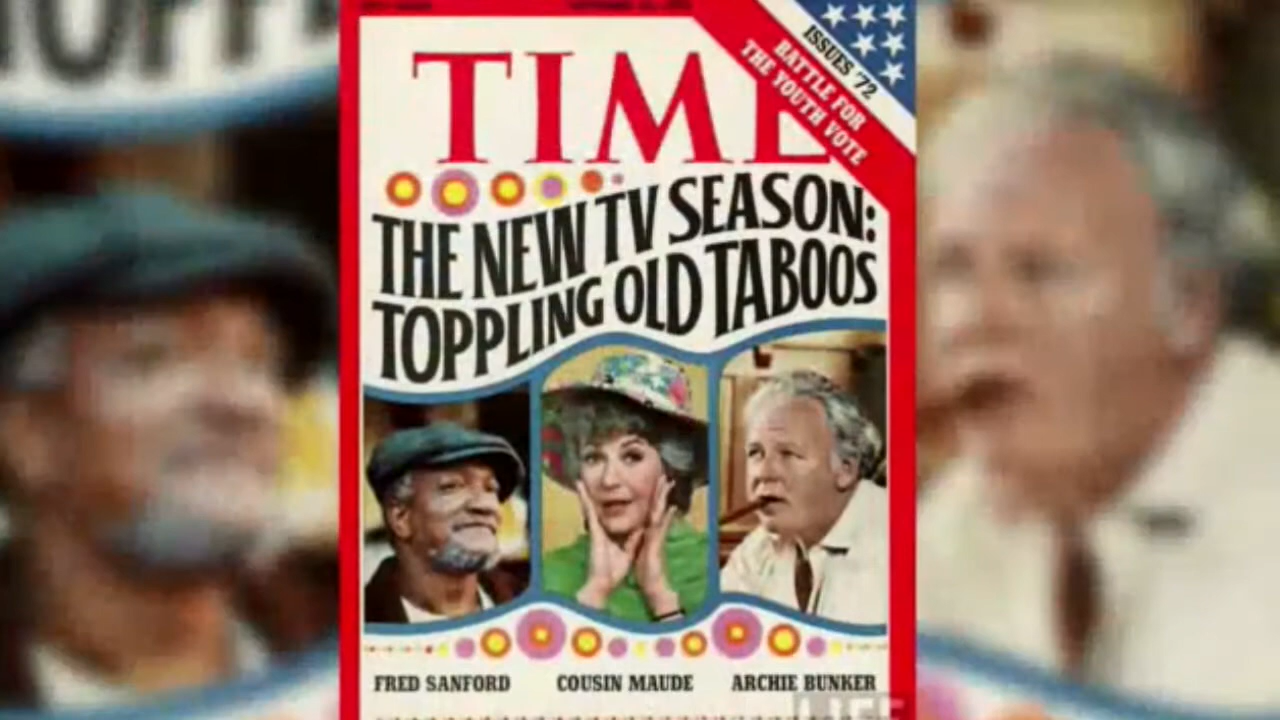 TIME
ISSUES '72
BATTLE FOR
THE YOUTH VOTE
THE NEW TV SEASON:
TOPPLING OLD TABOOS
FRED SANFORD COUSIN MAUDE ARCHIE BUNKER
LIFE